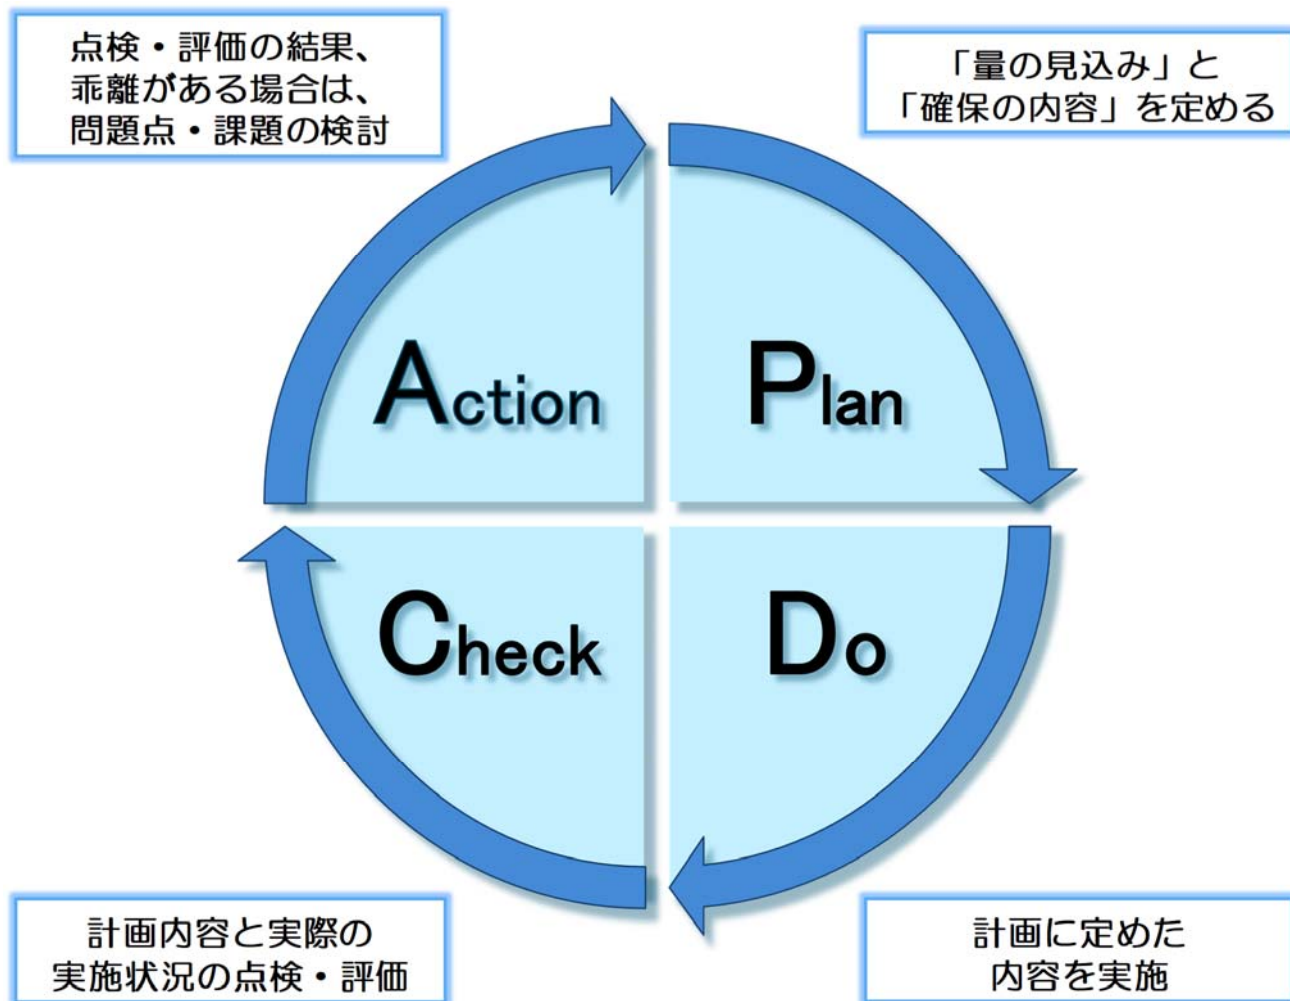 点検・評価の結果、
乖離がある場合は、
問題点・課題の検討
「量の見込み」と
「確保の内容」を定める
Action
Plan
Check
Do
計画内容と実際の
実施状況の点検・評価
計画に定めた
内容を実施